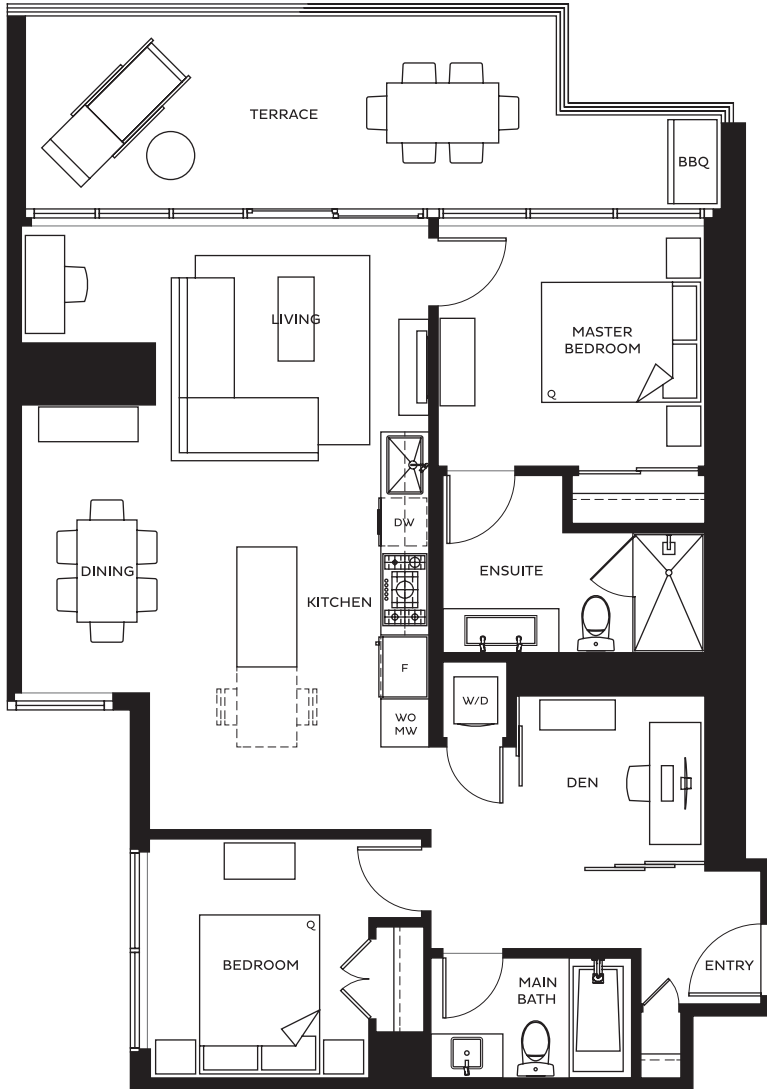 TERRACE
BBQ
LIVING
MASTER
BEDROOM
Q
DW
DINING
ENSUITE
KITCHEN
F
W/D
WO
MW
DEN
Q
BEDROOM
ENTRY
MAIN
BATH